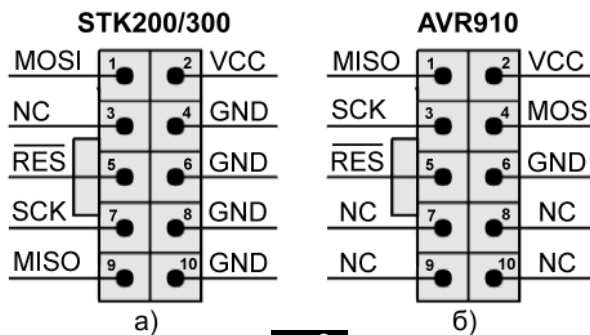 STK200/300 AVR910
MOSI 1 2 VCC MISO 1 2 VCC
NC 3 4 GND SCK 3 4 MOS
RES 5 6 GND RES 5 6 GND
SCK 7 8 GND NC 7 8 NC
MISO 9 10 GND NC 9 10 NC
а) б)